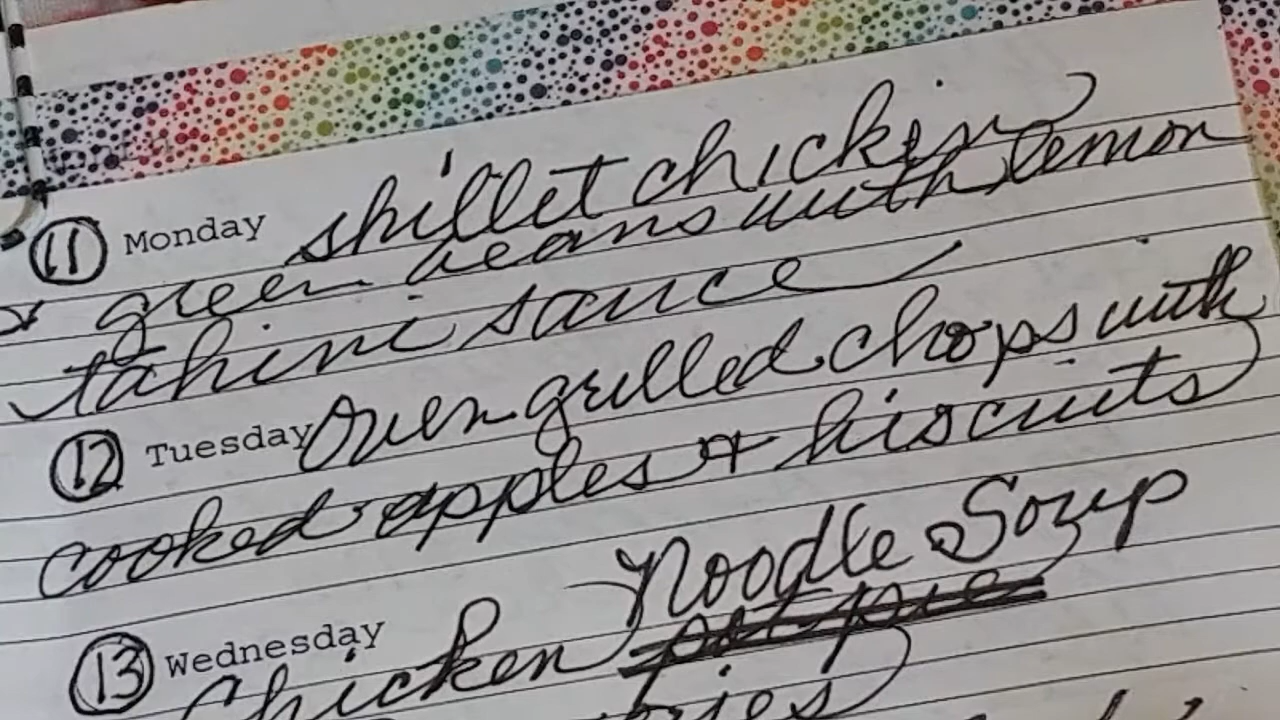 11 Monday skillet chicken
& green beans with lemon
tahini sauce
12 Tuesday Oven grilled chops with
cooked apples & biscuits
Noodle Soup
13 Wednesday Chicken pot pie